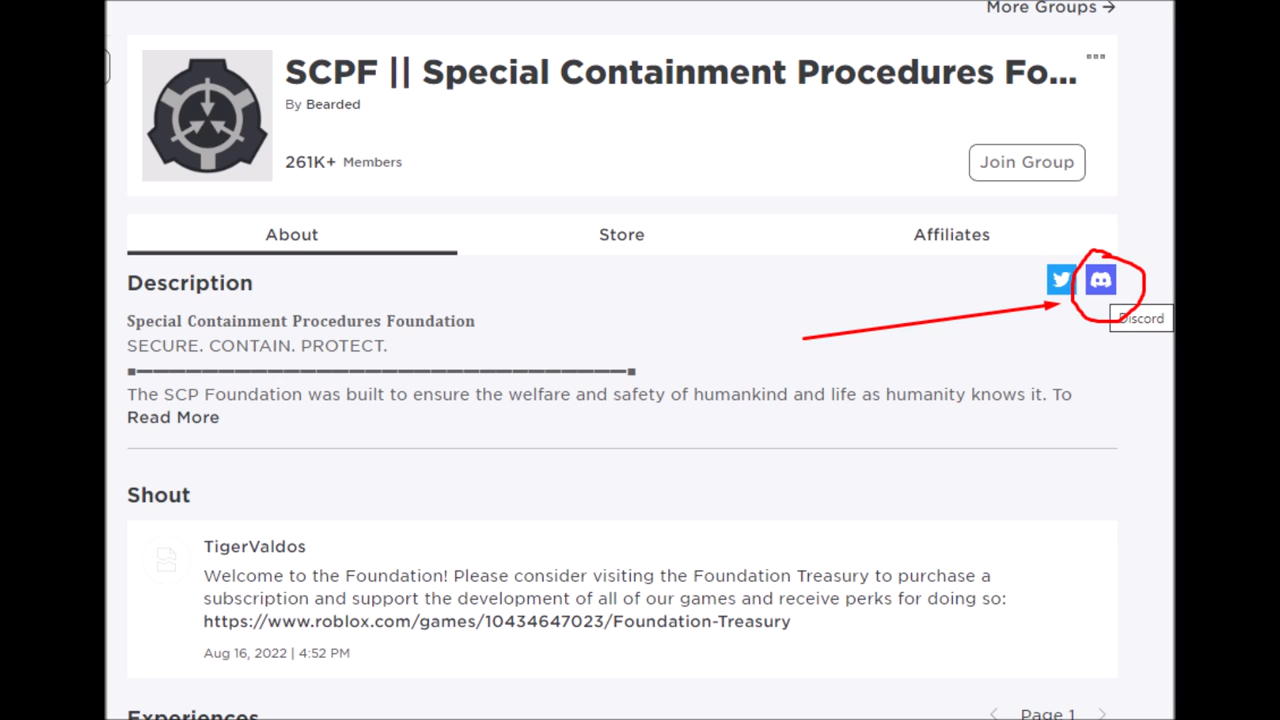 More Groups →
SCPF || Special Containment Procedures Fo...
By Bearded
261K+ Members
Join Group
About
Store
Affiliates
Description
Discord
Special Containment Procedures Foundation
SECURE. CONTAIN. PROTECT.
The SCP Foundation was built to ensure the welfare and safety of humankind and life as humanity knows it. To
Read More
Shout
TigerValdos
Welcome to the Foundation! Please consider visiting the Foundation Treasury to purchase a
subscription and support the development of all of our games and receive perks for doing so:
https://www.roblox.com/games/10434647023/Foundation-Treasury
Aug 16, 2022 | 4:52 PM
Experiences
Page 1